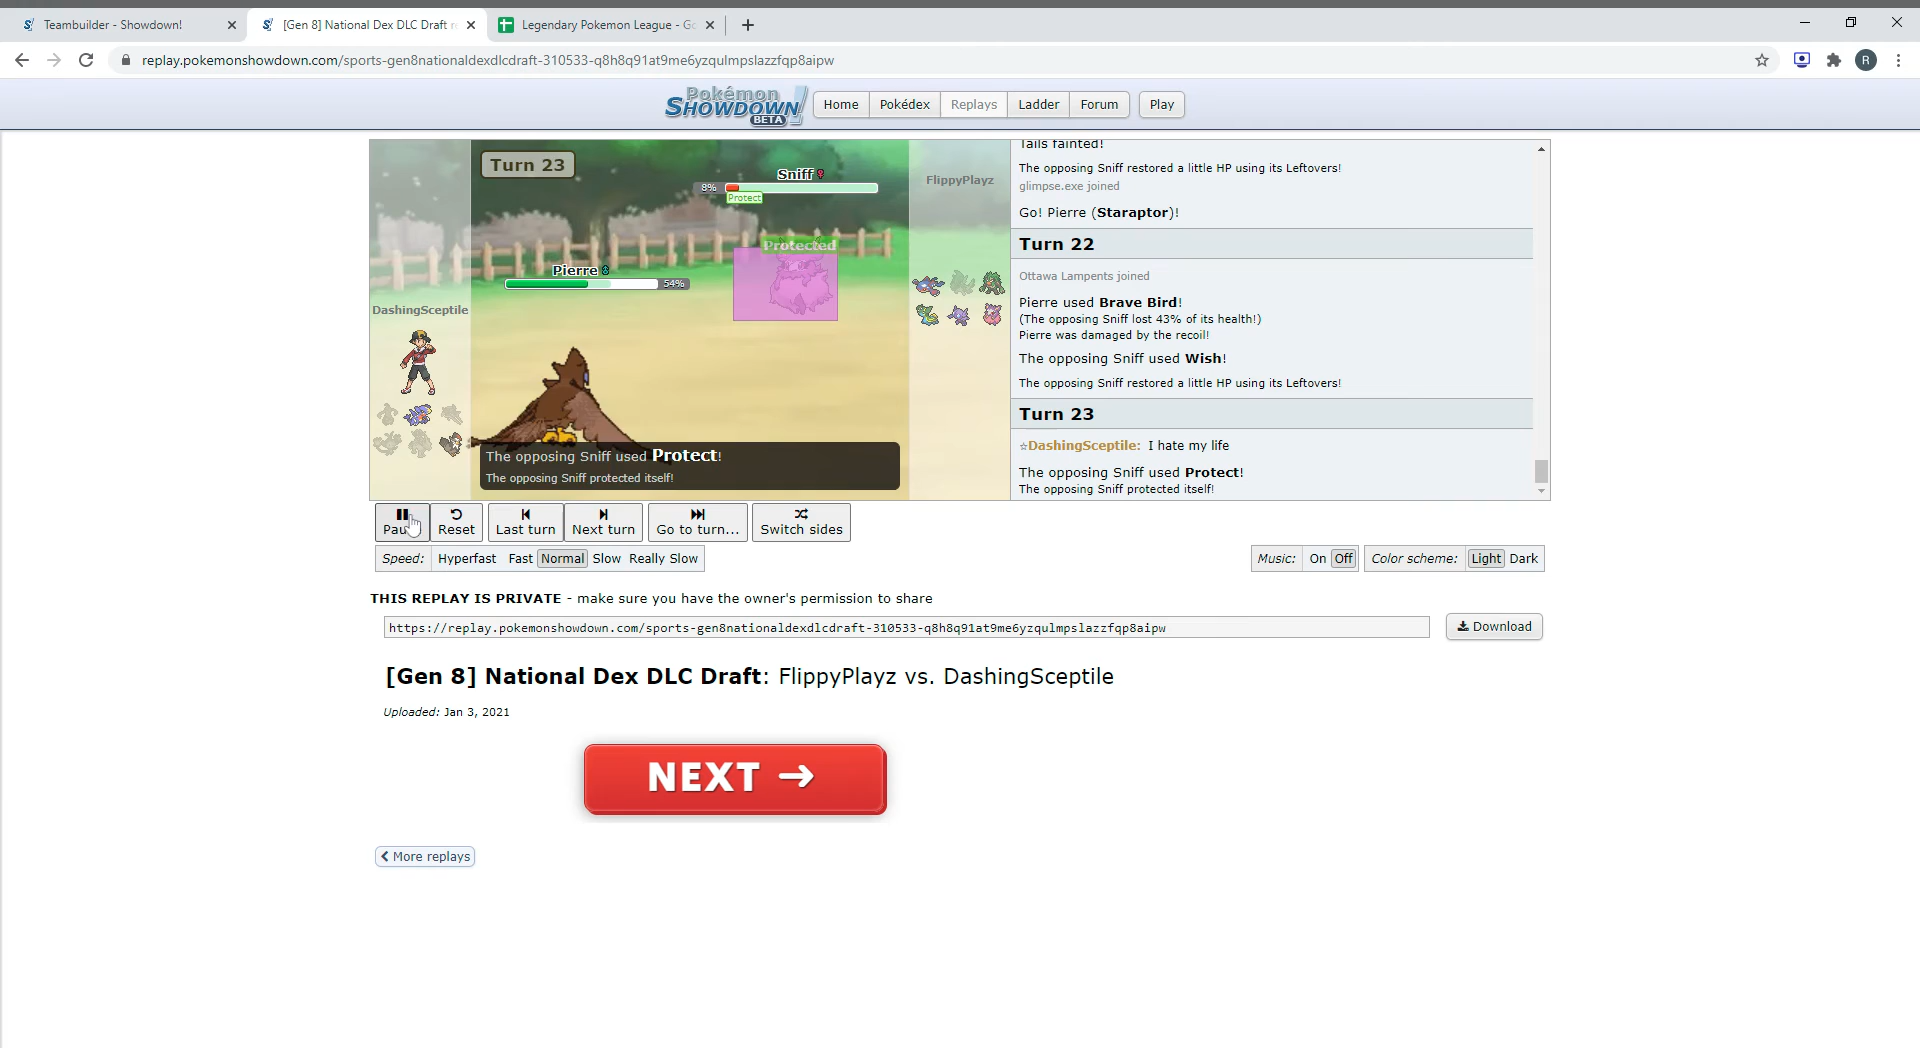 Teambuilder - Showdown!
[Gen 8] National Dex DLC Draft re
Legendary Pokemon League - Go
replay.pokemonshowdown.com/sports-gen8nationaldexdlcdraft-310533-q8h8q91at9me6yzqulmpslazzfqp8aipw
R
Pokémon
SHOWDOWN!
BETA
Home
Pokédex
Replays
Ladder
Forum
Play
Turn 23
Sniff
8%
Protect
FlippyPlayz
Protected
Pierre
54%
DashingSceptile
The opposing Sniff used Protect!
The opposing Sniff protected itself!
Tails fainted!
The opposing Sniff restored a little HP using its Leftovers!
glimpse.exe joined
Go! Pierre (Staraptor)!
Turn 22
Ottawa Lampents joined
Pierre used Brave Bird!
(The opposing Sniff lost 43% of its health!)
Pierre was damaged by the recoil!
The opposing Sniff used Wish!
The opposing Sniff restored a little HP using its Leftovers!
Turn 23
☆DashingSceptile: I hate my life
The opposing Sniff used Protect!
The opposing Sniff protected itself!
Reset
Last turn
Next turn
Go to turn...
Switch sides
Speed: Hyperfast Fast Normal Slow Really Slow
Music: On Off
Color scheme: Light Dark
THIS REPLAY IS PRIVATE - make sure you have the owner's permission to share
https://replay.pokemonshowdown.com/sports-gen8nationaldexdlcdraft-310533-q8h8q91at9me6yzqulmpslazzfqp8aipw
Download
[Gen 8] National Dex DLC Draft: FlippyPlayz vs. DashingSceptile
Uploaded: Jan 3, 2021
NEXT →
More replays